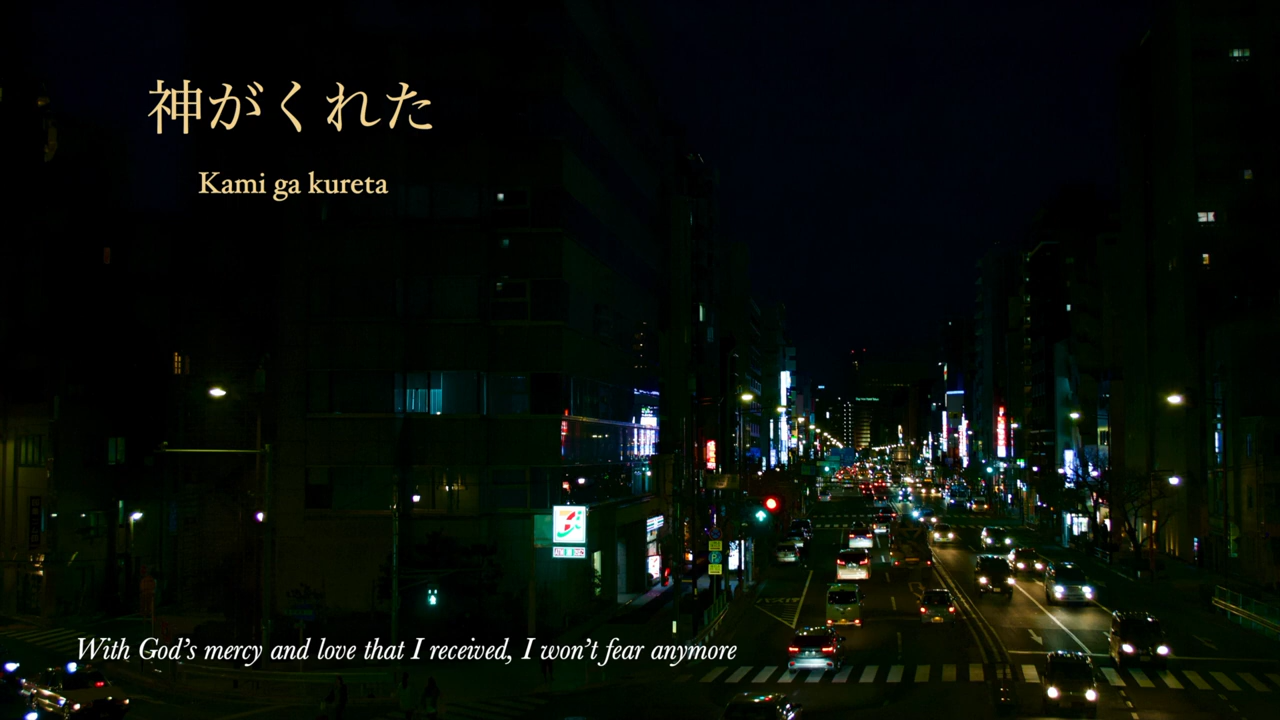 神がくれた
Kami ga kureta
With God's mercy and love that I received, I won't fear anymore